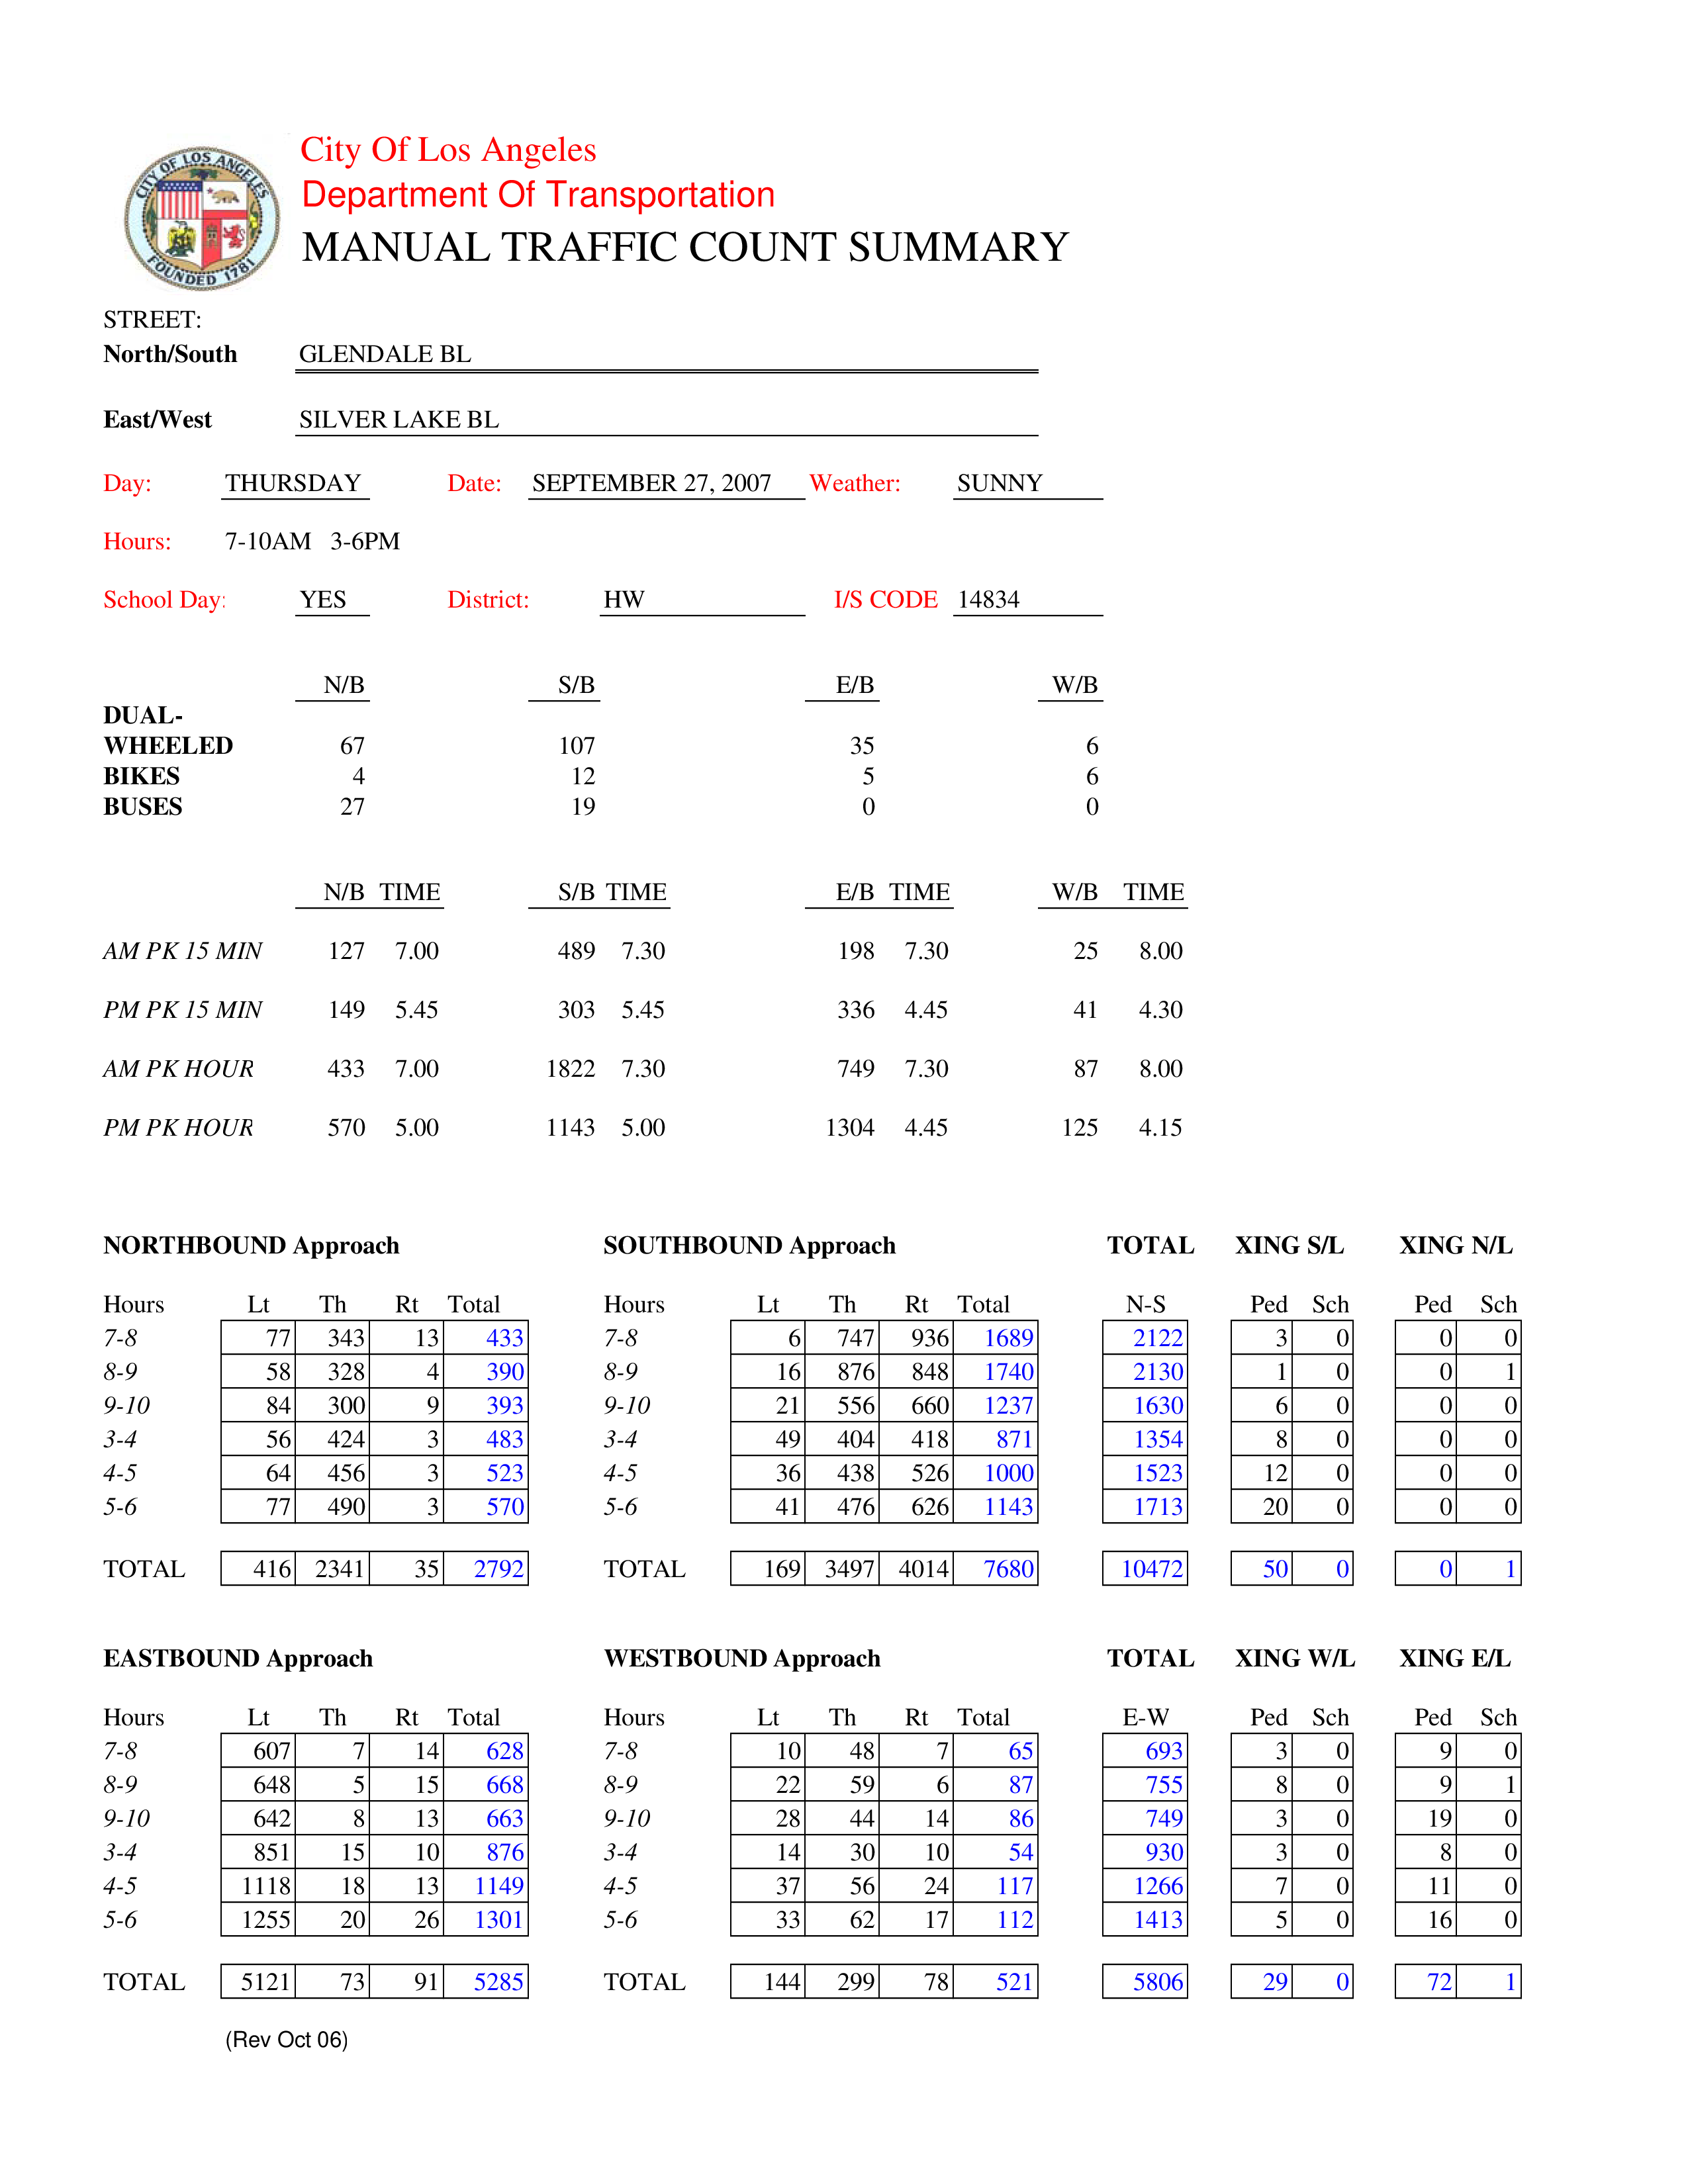 CITY OF LOS ANGELES
FOUNDED 1781
City Of Los Angeles
Department Of Transportation
MANUAL TRAFFIC COUNT SUMMARY
STREET:
North/South GLENDALE BL
East/West SILVER LAKE BL
Day: THURSDAY Date: SEPTEMBER 27, 2007 Weather: SUNNY
Hours: 7-10AM 3-6PM
School Day: YES District: HW I/S CODE 14834
N/B S/B E/B W/B
DUAL-
WHEELED 67 107 35 6
BIKES 4 12 5 6
BUSES 27 19 0 0
N/B TIME S/B TIME E/B TIME W/B TIME
AM PK 15 MIN 127 7.00 489 7.30 198 7.30 25 8.00
PM PK 15 MIN 149 5.45 303 5.45 336 4.45 41 4.30
AM PK HOUR 433 7.00 1822 7.30 749 7.30 87 8.00
PM PK HOUR 570 5.00 1143 5.00 1304 4.45 125 4.15
NORTHBOUND Approach SOUTHBOUND Approach TOTAL XING S/L XING N/L
Hours Lt Th Rt Total Hours Lt Th Rt Total N-S Ped Sch Ped Sch
7-8 77 343 13 433 7-8 6 747 936 1689 2122 3 0 0 0
8-9 58 328 4 390 8-9 16 876 848 1740 2130 1 0 0 1
9-10 84 300 9 393 9-10 21 556 660 1237 1630 6 0 0 0
3-4 56 424 3 483 3-4 49 404 418 871 1354 8 0 0 0
4-5 64 456 3 523 4-5 36 438 526 1000 1523 12 0 0 0
5-6 77 490 3 570 5-6 41 476 626 1143 1713 20 0 0 0
TOTAL 416 2341 35 2792 TOTAL 169 3497 4014 7680 10472 50 0 0 1
EASTBOUND Approach WESTBOUND Approach TOTAL XING W/L XING E/L
Hours Lt Th Rt Total Hours Lt Th Rt Total E-W Ped Sch Ped Sch
7-8 607 7 14 628 7-8 10 48 7 65 693 3 0 9 0
8-9 648 5 15 668 8-9 22 59 6 87 755 8 0 9 1
9-10 642 8 13 663 9-10 28 44 14 86 749 3 0 19 0
3-4 851 15 10 876 3-4 14 30 10 54 930 3 0 8 0
4-5 1118 18 13 1149 4-5 37 56 24 117 1266 7 0 11 0
5-6 1255 20 26 1301 5-6 33 62 17 112 1413 5 0 16 0
TOTAL 5121 73 91 5285 TOTAL 144 299 78 521 5806 29 0 72 1
(Rev Oct 06)